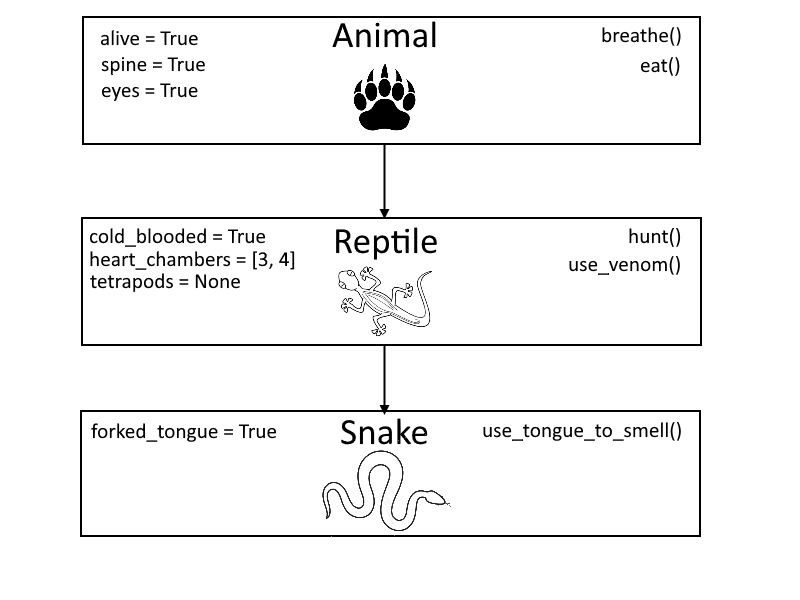 Animal
alive = True
spine = True
eyes = True
breathe()
eat()
Reptile
cold_blooded = True
heart_chambers = [3, 4]
tetrapods = None
hunt()
use_venom()
Snake
forked_tongue = True
use_tongue_to_smell()